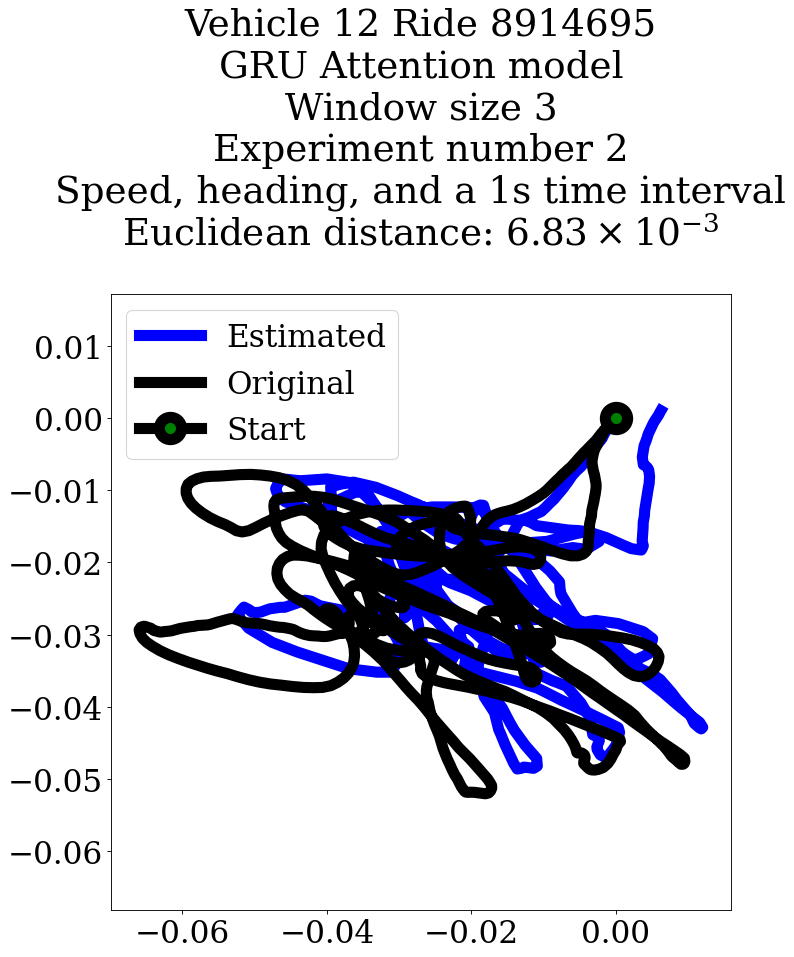 Vehicle 12 Ride 8914695
GRU Attention model
Window size 3
Experiment number 2
Speed, heading, and a 1s time interval
Euclidean distance: 6.83 × 10⁻³
Estimated
Original
Start
0.01
0.00
−0.01
−0.02
−0.03
−0.04
−0.05
−0.06
−0.06 −0.04 −0.02 0.00